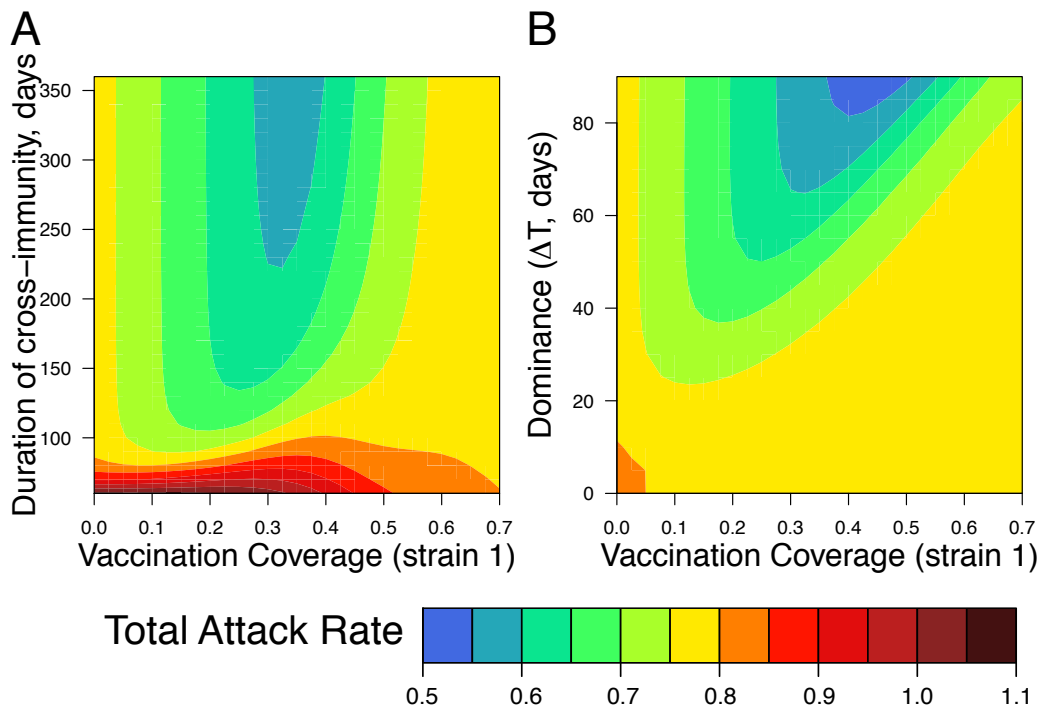 A
B
Duration of cross−immunity, days
350
300
250
200
150
100
0.0 0.1 0.2 0.3 0.4 0.5 0.6 0.7
Vaccination Coverage (strain 1)
Dominance (ΔT, days)
80
60
40
20
0
0.0 0.1 0.2 0.3 0.4 0.5 0.6 0.7
Vaccination Coverage (strain 1)
Total Attack Rate
0.5 0.6 0.7 0.8 0.9 1.0 1.1